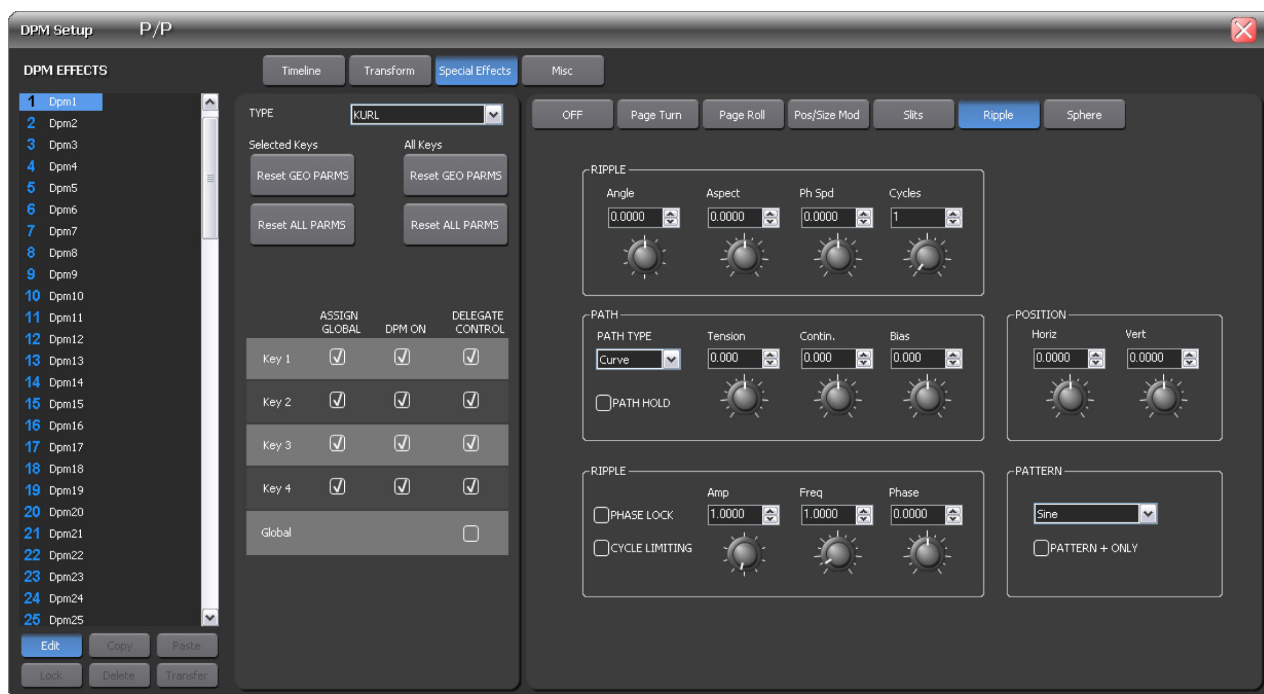 DPM Setup P/P
DPM EFFECTS
Timeline Transform Special Effects Misc
1 Dpm1
2 Dpm2
3 Dpm3
4 Dpm4
5 Dpm5
6 Dpm6
7 Dpm7
8 Dpm8
9 Dpm9
10 Dpm10
11 Dpm11
12 Dpm12
13 Dpm13
14 Dpm14
15 Dpm15
16 Dpm16
17 Dpm17
18 Dpm18
19 Dpm19
20 Dpm20
21 Dpm21
22 Dpm22
23 Dpm23
24 Dpm24
25 Dpm25
Edit Copy Paste
Lock Delete Transfer
TYPE KURL
Selected Keys All Keys
Reset GEO PARMS Reset GEO PARMS
Reset ALL PARMS Reset ALL PARMS
ASSIGN GLOBAL DPM ON DELEGATE CONTROL
Key 1
Key 2
Key 3
Key 4
Global
OFF Page Turn Page Roll Pos/Size Mod Slits Ripple Sphere
RIPPLE
Angle Aspect Ph Spd Cycles
0.0000 0.0000 0.0000 1
PATH
PATH TYPE Tension Contin. Bias
Curve 0.000 0.000 0.000
PATH HOLD
POSITION
Horiz Vert
0.0000 0.0000
RIPPLE
Amp Freq Phase
PHASE LOCK 1.0000 1.0000 0.0000
CYCLE LIMITING
PATTERN
Sine
PATTERN + ONLY